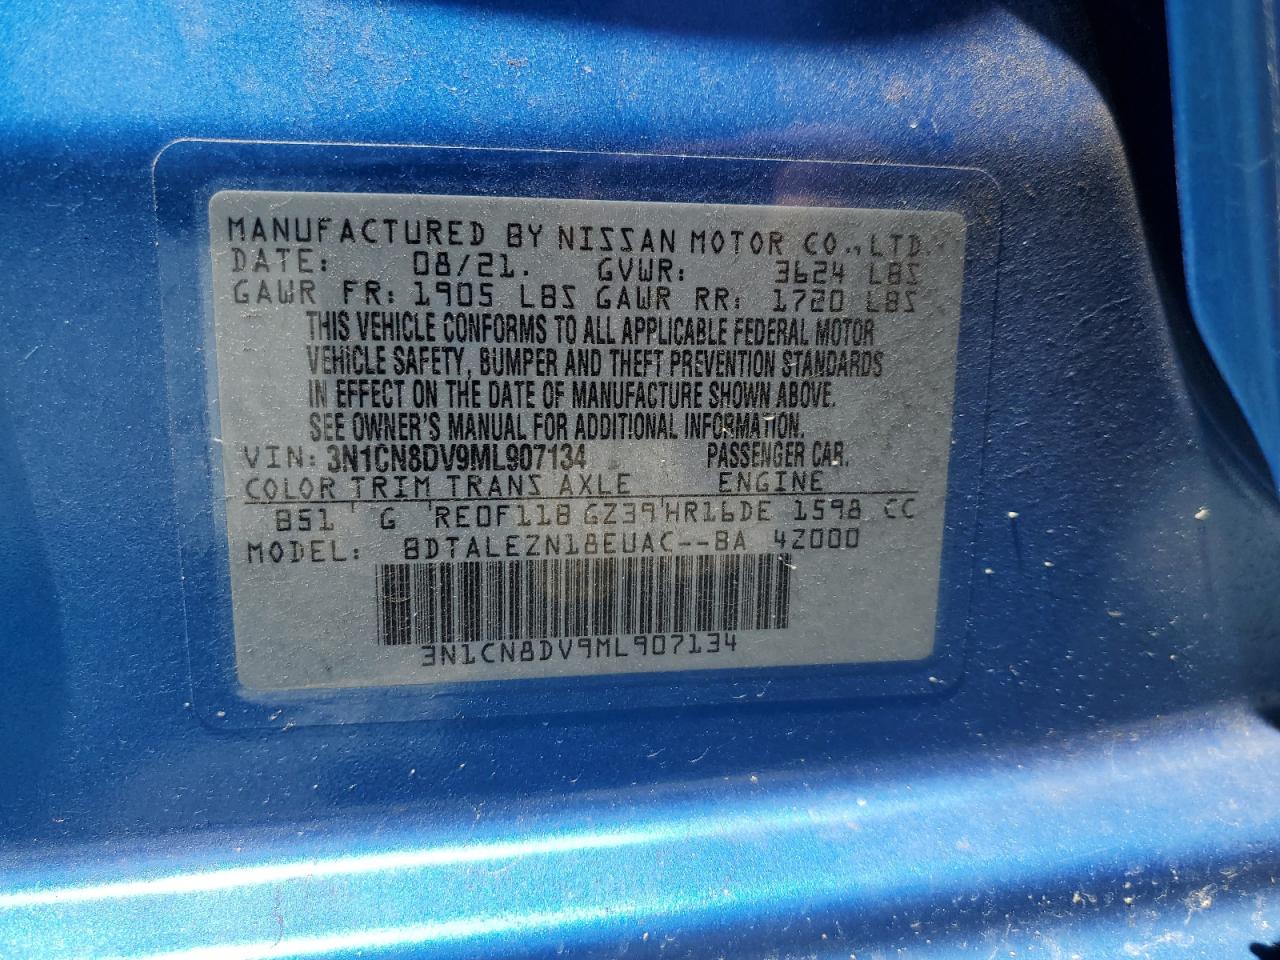 MANUFACTURED BY NISSAN MOTOR CO., LTD.
DATE: 08/21. GVWR: 3624 LBS
GAWR FR: 1905 LBS GAWR RR: 1720 LBS
THIS VEHICLE CONFORMS TO ALL APPLICABLE FEDERAL MOTOR
VEHICLE SAFETY, BUMPER AND THEFT PREVENTION STANDARDS
IN EFFECT ON THE DATE OF MANUFACTURE SHOWN ABOVE.
SEE OWNER'S MANUAL FOR ADDITIONAL INFORMATION.
VIN: 3N1CN8DV9ML907134 PASSENGER CAR.
COLOR TRIM TRANS AXLE ENGINE
B51 ' G 'RE0F11B GZ39'HR16DE 1598 CC
MODEL: BDTALEZN18EUAC--BA 4Z000
3N1CN8DV9ML907134